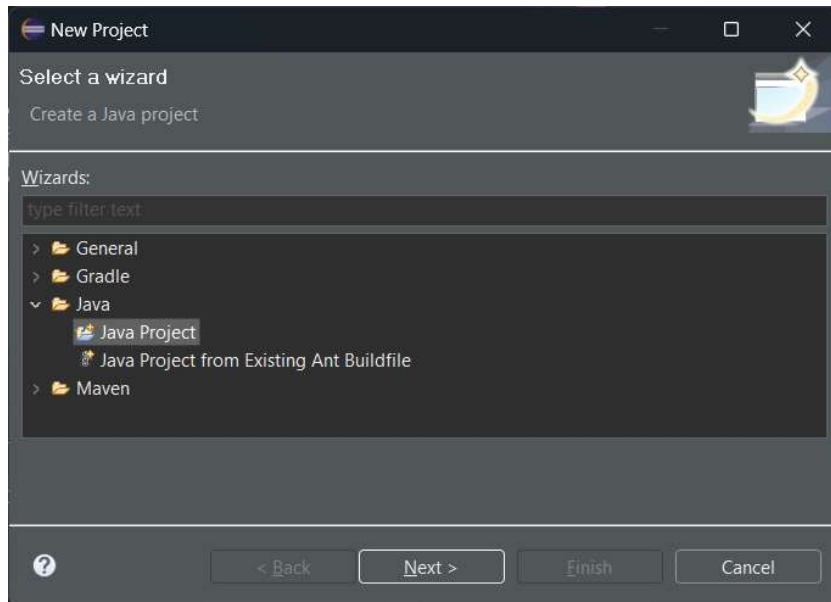 New Project
Select a wizard
Create a Java project
Wizards:
type filter text
General
Gradle
Java
Java Project
Java Project from Existing Ant Buildfile
Maven
? < Back Next > Finish Cancel